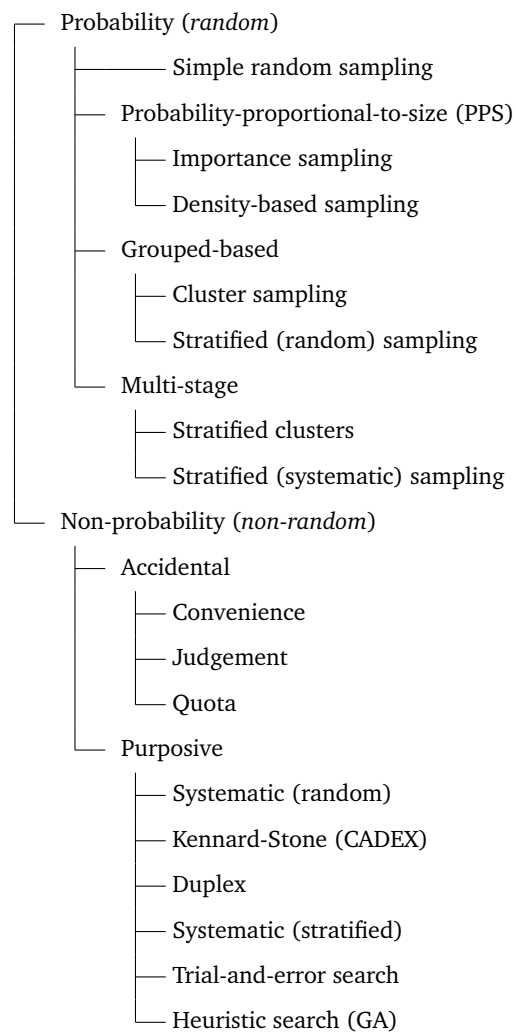 Probability (random)
Simple random sampling
Probability-proportional-to-size (PPS)
Importance sampling
Density-based sampling
Grouped-based
Cluster sampling
Stratified (random) sampling
Multi-stage
Stratified clusters
Stratified (systematic) sampling
Non-probability (non-random)
Accidental
Convenience
Judgement
Quota
Purposive
Systematic (random)
Kennard-Stone (CADEX)
Duplex
Systematic (stratified)
Trial-and-error search
Heuristic search (GA)